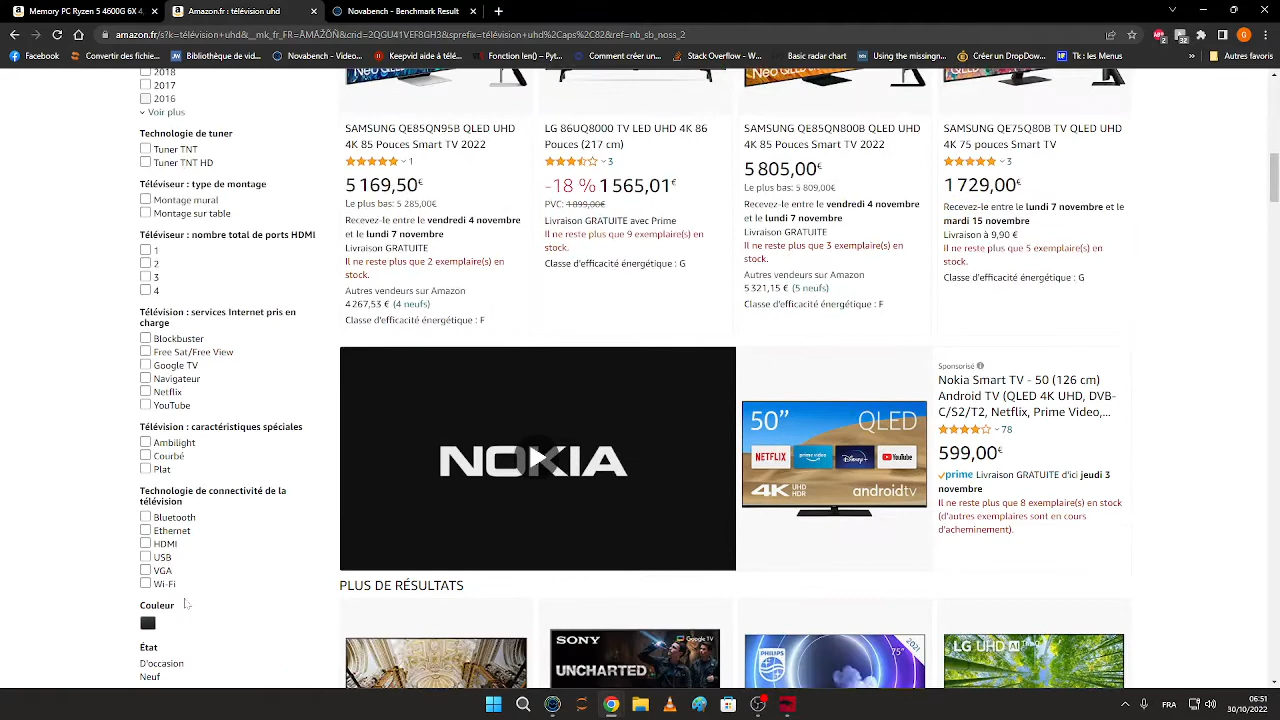 Memory PC Ryzen 5 4600G 6X 4.
Amazon.fr : télévision uhd
Novabench - Benchmark Result
Facebook
Convertir des fichier...
Bibliothèque de vid...
Novabench - Version...
Fonction len() – Pyt...
Keepsake télé à télé...
Comment créer un...
Stack Overflow - W...
Basic radar chart
Using the missingn...
Créer un DropDow...
Tk : les Menus
»
Autres favoris
2018
2017
2016
Voir plus
Technologie de tuner
Tuner TNT
Tuner TNT HD
Téléviseur : type de montage
Montage mural
Montage sur table
Téléviseur : nombre total de ports HDMI
1
2
3
4
Télévision : services Internet pris en
charge
Blockbuster
Free Sat/Free View
Google TV
Navigateur
Netflix
YouTube
Télévision : caractéristiques spéciales
Ambilight
Courbé
Plat
Technologie de connectivité de la
télévision
Bluetooth
Ethernet
HDMI
USB
VGA
Wi-Fi
Couleur
État
D'occasion
Neuf
Neo QLED
SAMSUNG QE85QN95B QLED UHD
4K 85 Pouces Smart TV 2022
1
5 169,50€
Le plus bas: 5 285,00€
Recevez-le entre le vendredi 4 novembre
et le lundi 7 novembre
Livraison GRATUITE
Il ne reste plus que 2 exemplaire(s) en
stock.
Autres vendeurs sur Amazon
4 267,53 € (4 neufs)
Classe d'efficacité énergétique : F
LG 86UQ8000 TV LED UHD 4K 86
Pouces (217 cm)
3
-18 % 1 565,01€
PVC: 1 899,00€
Livraison GRATUITE avec Prime
Il ne reste plus que 9 exemplaire(s) en
stock.
Classe d'efficacité énergétique : G
Neo QLED
SAMSUNG QE85QN800B QLED UHD
4K 85 pouces Smart TV 2022
5 805,00€
Le plus bas: 5 809,00€
Recevez-le entre le vendredi 4 novembre
et le lundi 7 novembre
Livraison GRATUITE
Il ne reste plus que 3 exemplaire(s) en
stock.
Autres vendeurs sur Amazon
5 321,15 € (5 neufs)
Classe d'efficacité énergétique : F
QLED
SAMSUNG QE75Q80B TV QLED UHD
4K 75 pouces Smart TV
3
1 729,00€
Recevez-le entre le lundi 7 novembre et le
mardi 15 novembre
Livraison à 9,90 €
Il ne reste plus que 5 exemplaire(s) en
stock.
Classe d'efficacité énergétique : G
NOKIA
50” QLED
NETFLIX prime video Disney+ YouTube
4K UHD HDR androidtv
Sponsorisé
Nokia Smart TV - 50 (126 cm)
Android TV (QLED 4K UHD, DVB-
C/S2/T2, Netflix, Prime Video,...
78
599,00€
prime Livraison GRATUITE d'ici jeudi 3
novembre
Il ne reste plus que 8 exemplaire(s) en stock
(d'autres exemplaires sont en cours
d'acheminement).
PLUS DE RÉSULTATS
SONY
Google TV
UNCHARTED
PHILIPS
75"
2021
LG UHD AI
FRA
06:51
30/10/2022